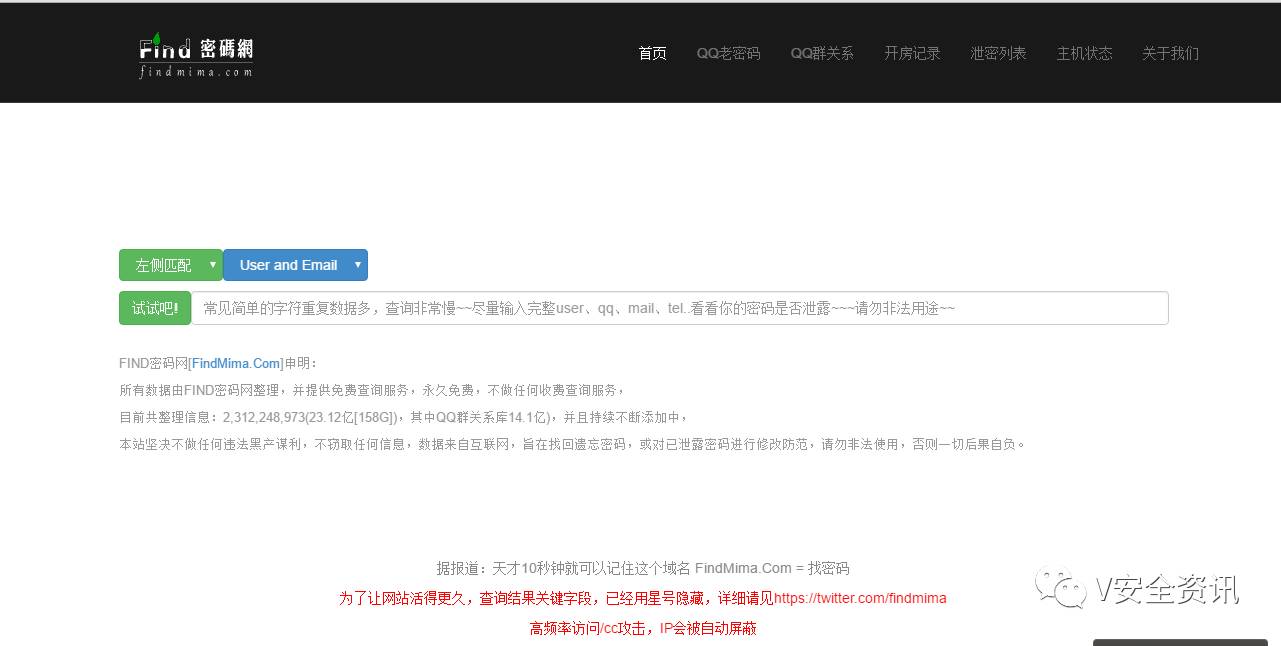 Find 密碼網
findmima.com
首页 QQ老密码 QQ群关系 开房记录 泄密列表 主机状态 关于我们
左侧匹配 ▼ User and Email ▼
试试吧! 常见简单的字符重复数据多，查询非常慢~~尽量输入完整user、qq、mail、tel..看看你的密码是否泄露~~~请勿非法用途~~
FIND密码网[FindMima.Com]申明：
所有数据由FIND密码网整理，并提供免费查询服务，永久免费，不做任何收费查询服务，
目前共整理信息：2,312,248,973(23.12亿[158G])，其中QQ群关系库14.1亿)，并且持续不断添加中，
本站坚决不做任何违法黑产谋利，不窃取任何信息，数据来自互联网，旨在找回遗忘密码，或对已泄露密码进行修改防范，请勿非法使用，否则一切后果自负。
据报道：天才10秒钟就可以记住这个域名 FindMima.Com = 找密码
为了让网站活得更久，查询结果关键字段，已经用星号隐藏，详细请见https://twitter.com/findmima
高频率访问/cc攻击，IP会被自动屏蔽
V安全资讯